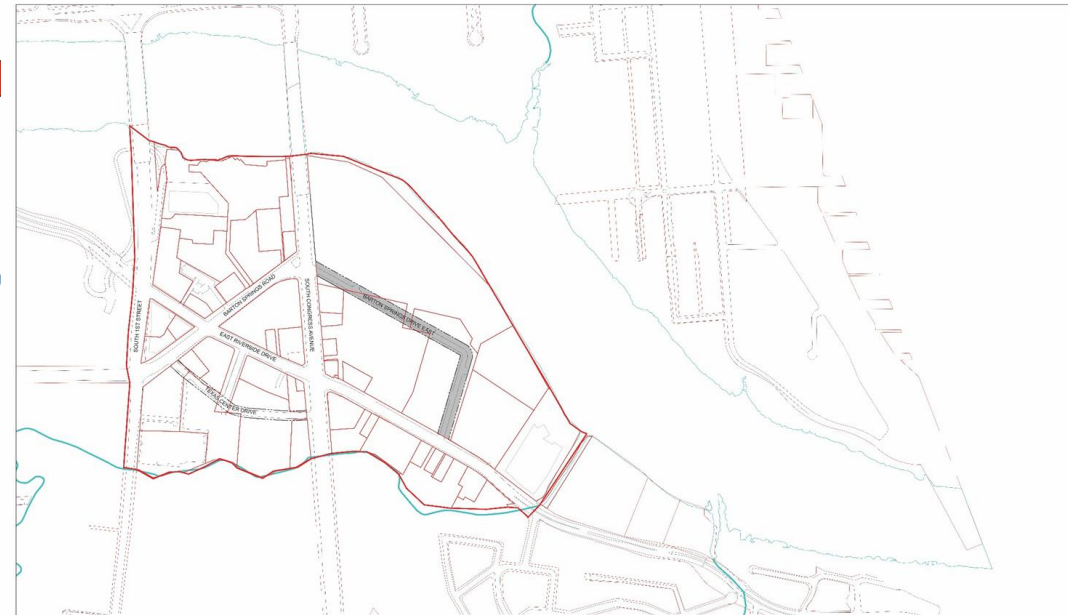 BARTON SPRINGS ROAD
SOUTH CONGRESS AVENUE
BARTON SPRINGS DRIVE EAST
SOUTH 1ST STREET
EAST RIVERSIDE DRIVE
TEXAS CENTER DRIVE